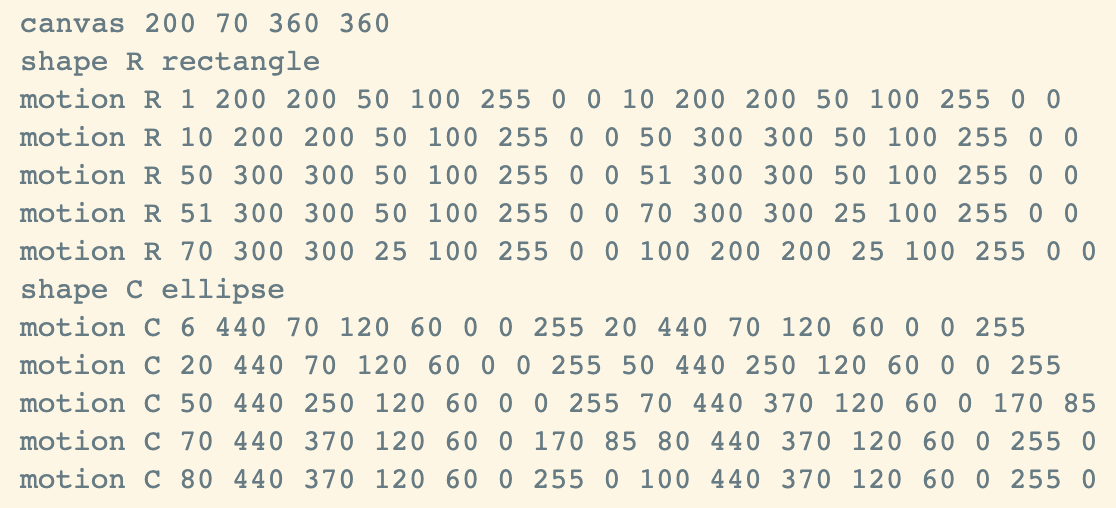 canvas 200 70 360 360
shape R rectangle
motion R 1 200 200 50 100 255 0 0 10 200 200 50 100 255 0 0
motion R 10 200 200 50 100 255 0 0 50 300 300 50 100 255 0 0
motion R 50 300 300 50 100 255 0 0 51 300 300 50 100 255 0 0
motion R 51 300 300 50 100 255 0 0 70 300 300 25 100 255 0 0
motion R 70 300 300 25 100 255 0 0 100 200 200 25 100 255 0 0
shape C ellipse
motion C 6 440 70 120 60 0 0 255 20 440 70 120 60 0 0 255
motion C 20 440 70 120 60 0 0 255 50 440 250 120 60 0 0 255
motion C 50 440 250 120 60 0 0 255 70 440 370 120 60 0 170 85
motion C 70 440 370 120 60 0 170 85 80 440 370 120 60 0 255 0
motion C 80 440 370 120 60 0 255 0 100 440 370 120 60 0 255 0